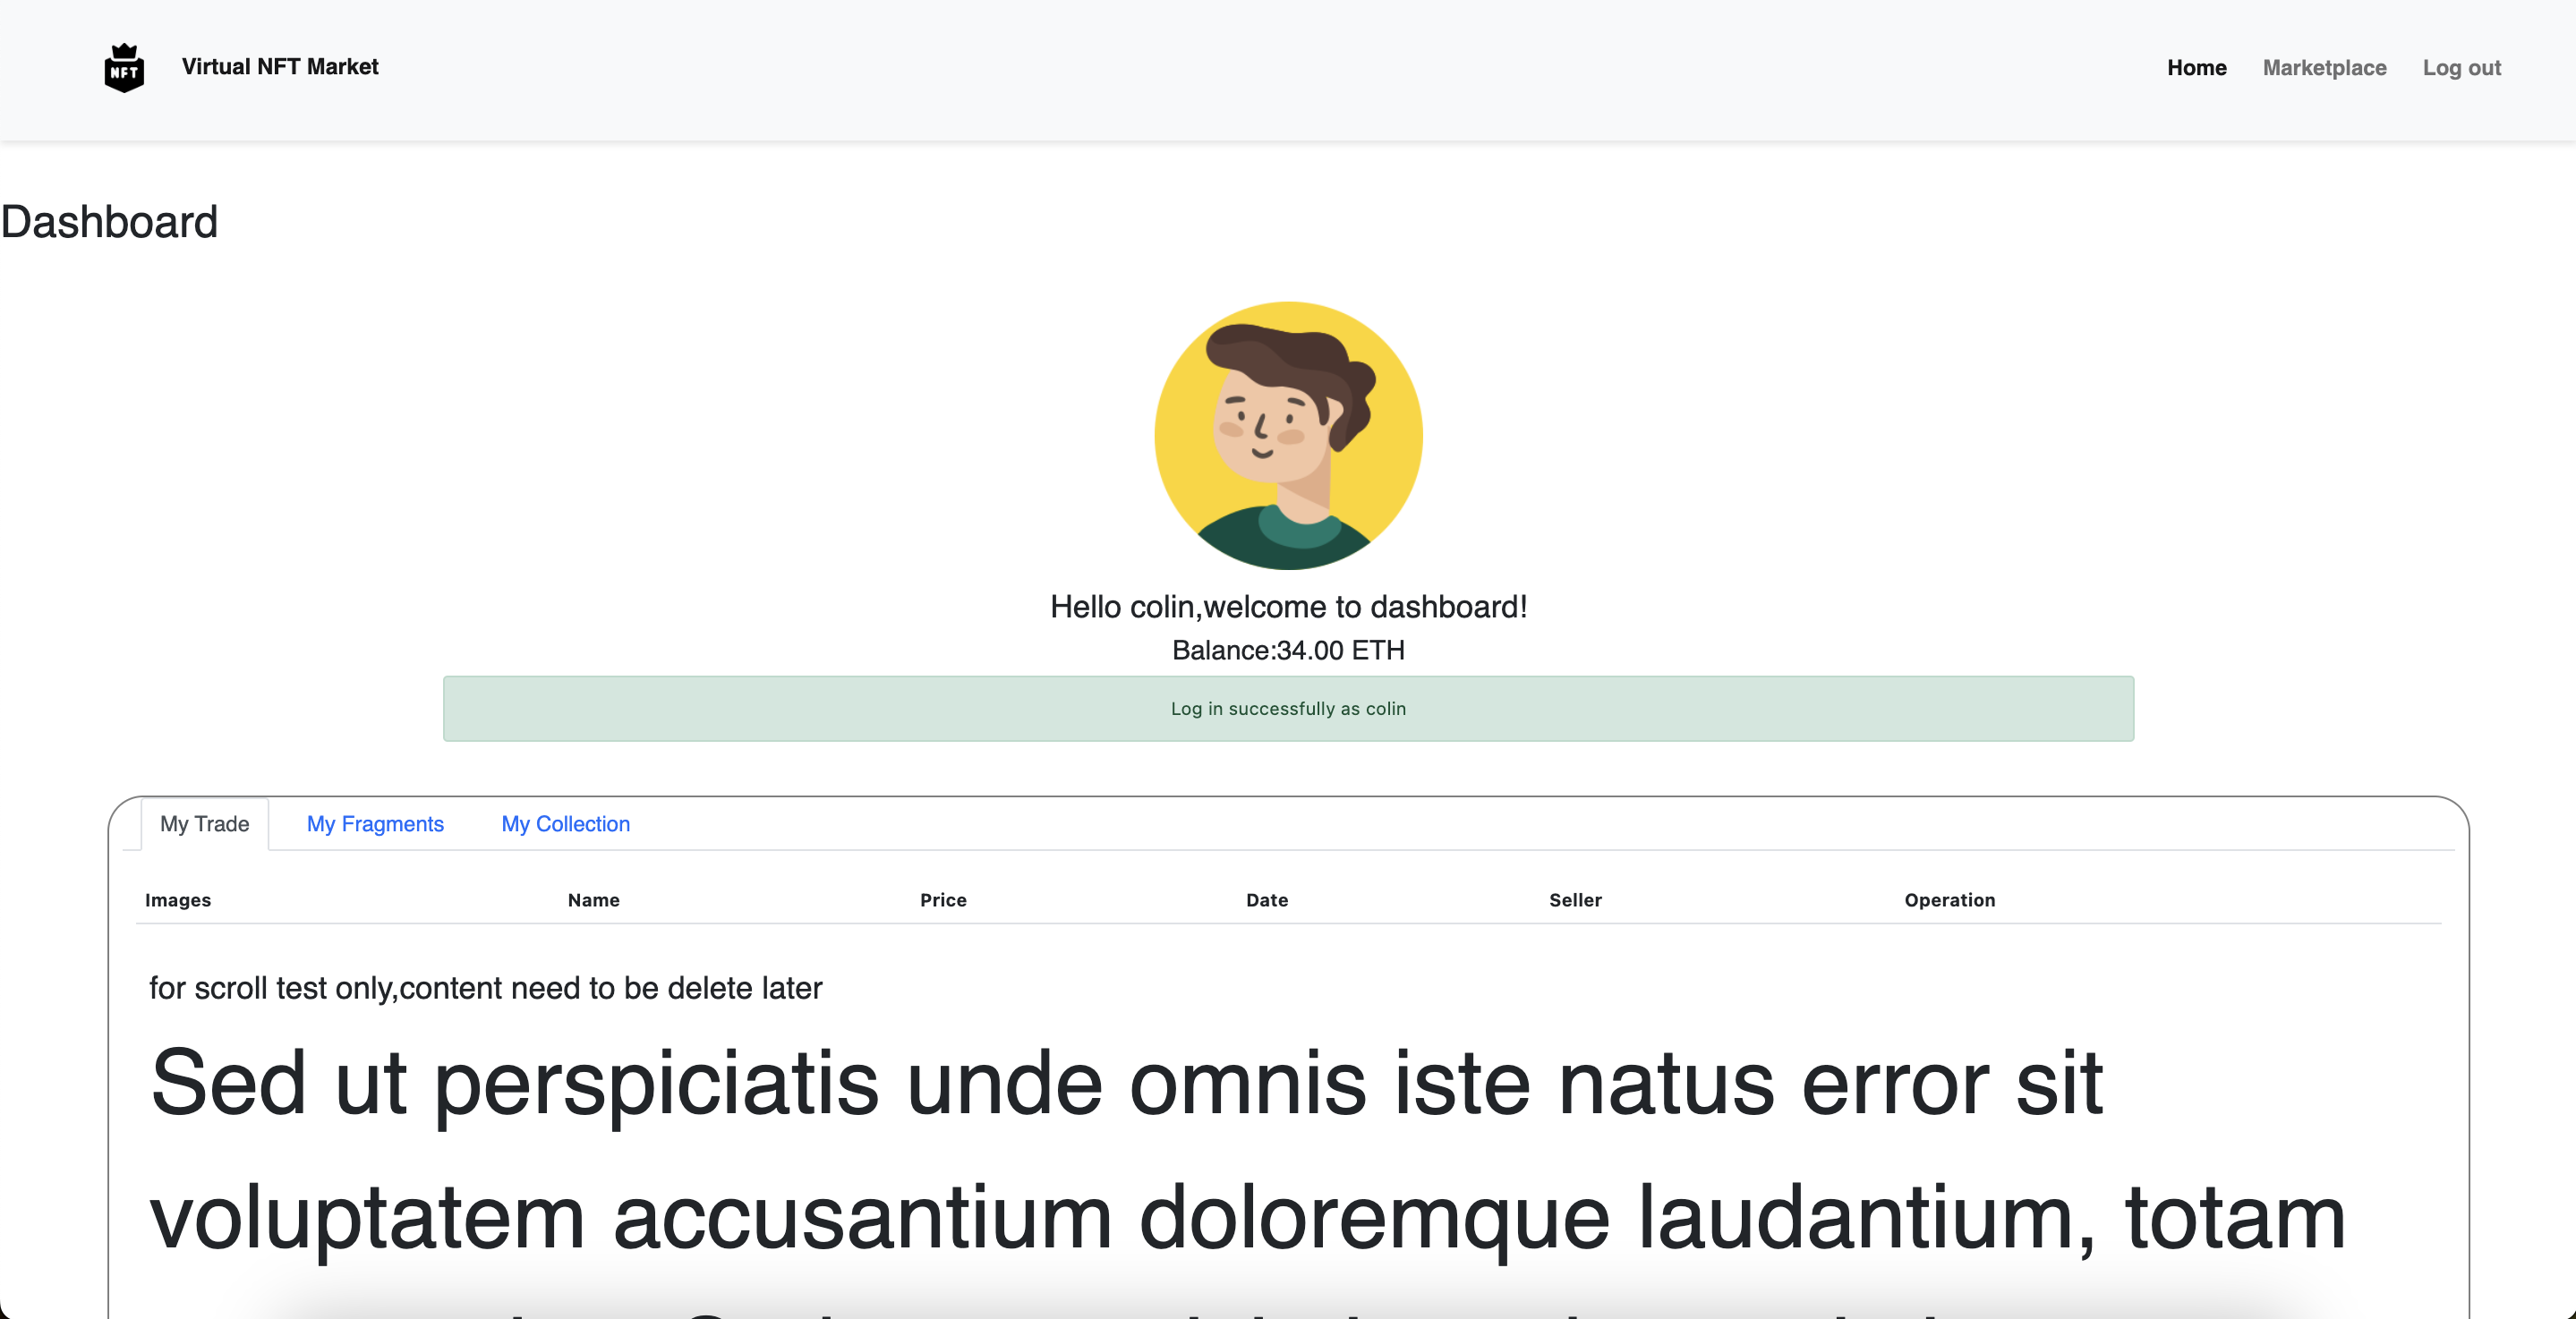 NFT
Virtual NFT Market
Home Marketplace Log out
Dashboard
Hello colin,welcome to dashboard!
Balance:34.00 ETH
Log in successfully as colin
My Trade My Fragments My Collection
Images Name Price Date Seller Operation
for scroll test only,content need to be delete later
Sed ut perspiciatis unde omnis iste natus error sit
voluptatem accusantium doloremque laudantium, totam